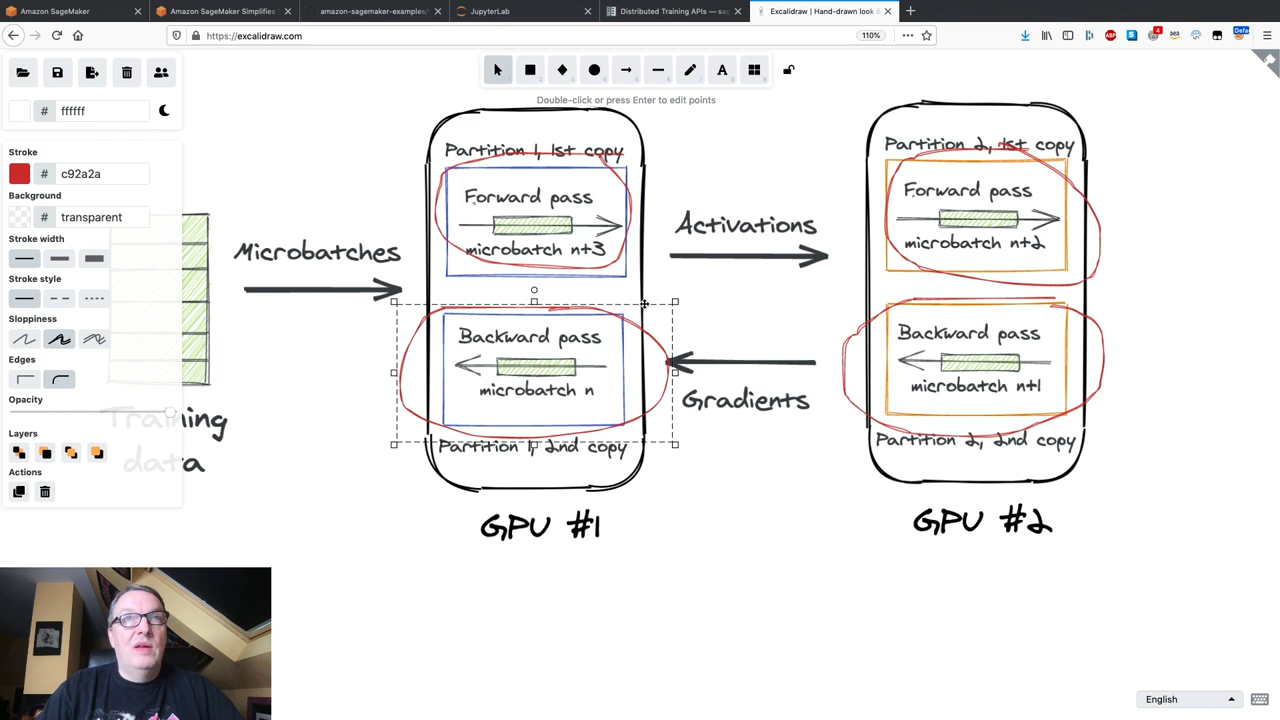 Amazon SageMaker
Amazon SageMaker Simplifies
amazon-sagemaker-examples/t
JupyterLab
Distributed Training APIs — sag
Excalidraw | Hand-drawn look &
https://excalidraw.com
110%
4
Defa
Double-click or press Enter to edit points
# ffffff
Stroke
# c92a2a
Background
# transparent
Stroke width
Stroke style
Sloppiness
Edges
Opacity
Layers
Actions
Training
data
Microbatches
Partition 1, 1st copy
Forward pass
microbatch n+3
Backward pass
microbatch n
Partition 1, 2nd copy
GPU #1
Activations
Gradients
Partition 2, 1st copy
Forward pass
microbatch n+2
Backward pass
microbatch n+1
Partition 2, 2nd copy
GPU #2
English